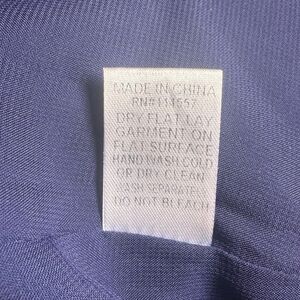 MADE IN CHINA
RN#111557
DRY FLAT LAY
GARMENT ON
FLAT SURFACE
HAND WASH COLD
OR DRY CLEAN
WASH SEPARATELY
DO NOT BLEACH